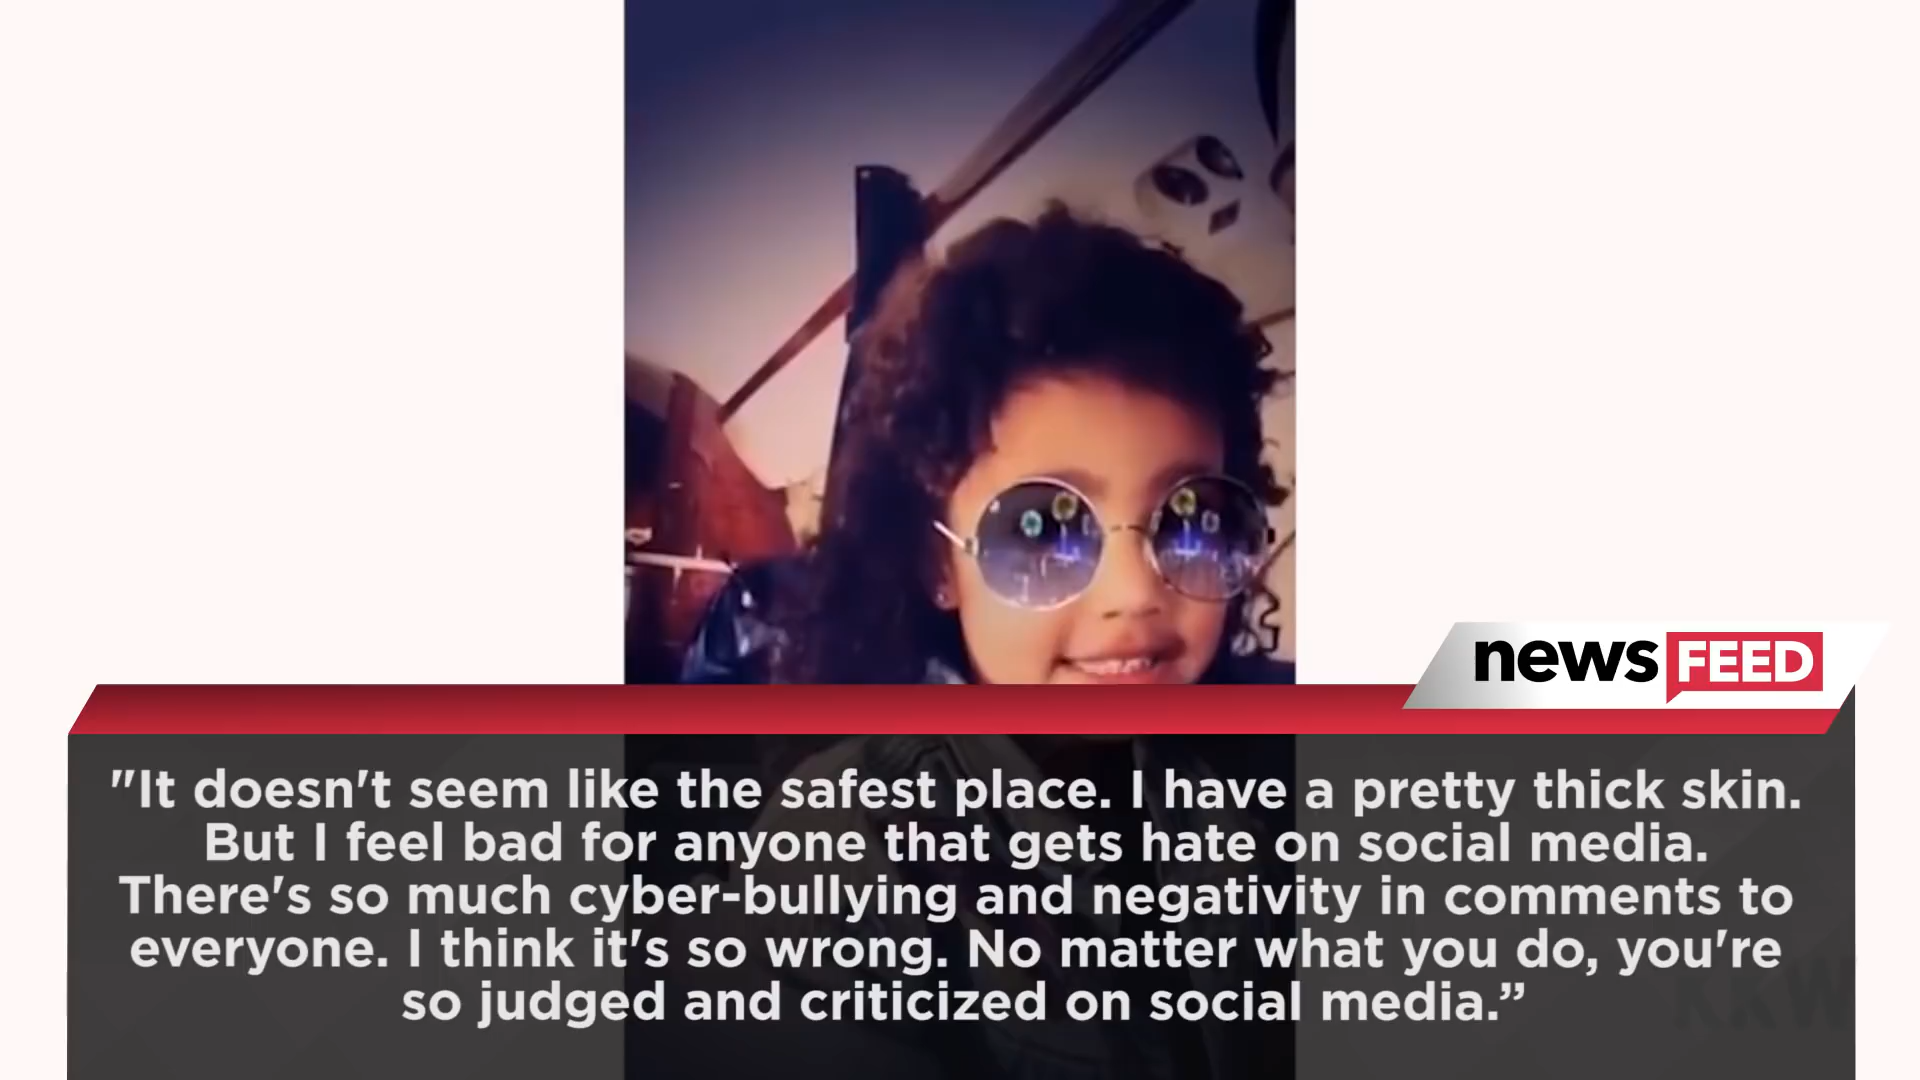 news FEED
"It doesn't seem like the safest place. I have a pretty thick skin.
But I feel bad for anyone that gets hate on social media.
There's so much cyber-bullying and negativity in comments to
everyone. I think it's so wrong. No matter what you do, you're
so judged and criticized on social media.”
KKW